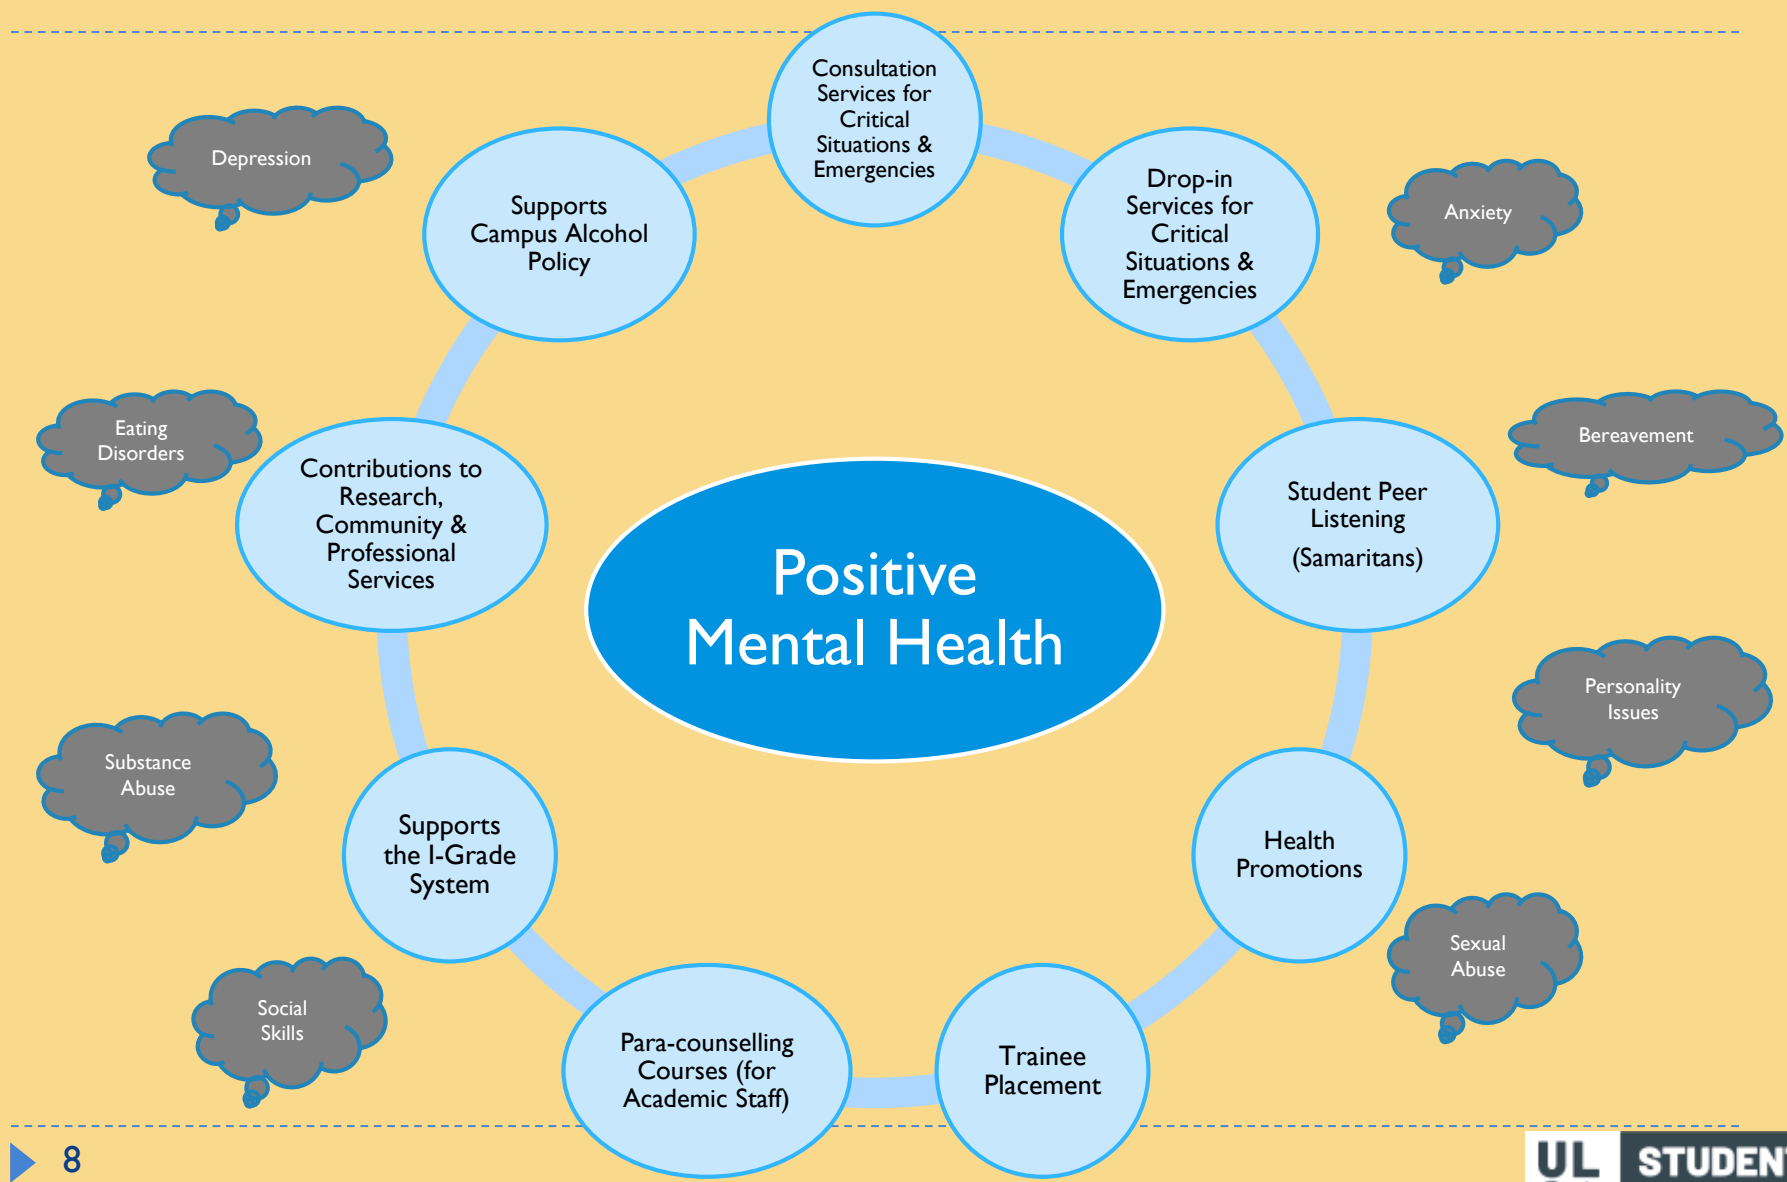 Consultation
Services for
Critical
Situations &
Emergencies
Depression
Supports
Campus Alcohol
Policy
Drop-in
Services for
Critical
Situations &
Emergencies
Anxiety
Eating
Disorders
Contributions to
Research,
Community &
Professional
Services
Positive
Mental Health
Student Peer
Listening
(Samaritans)
Bereavement
Personality
Issues
Substance
Abuse
Supports
the I-Grade
System
Health
Promotions
Sexual
Abuse
Social
Skills
Para-counselling
Courses (for
Academic Staff)
Trainee
Placement
8
UL STUDENT